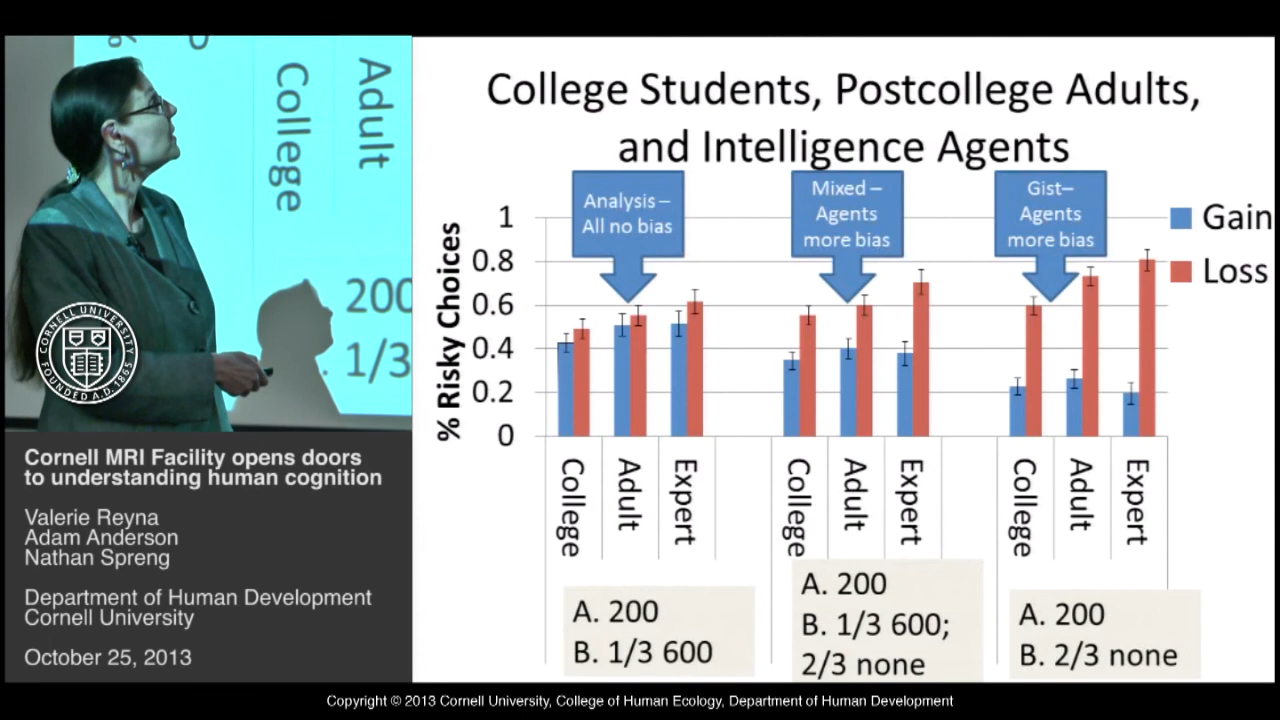 College
Adult
200
1/3
CORNELL UNIVERSITY
FOUNDED A.D. 1865
Cornell MRI Facility opens doors
to understanding human cognition
Valerie Reyna
Adam Anderson
Nathan Spreng
Department of Human Development
Cornell University
October 25, 2013
College Students, Postcollege Adults,
and Intelligence Agents
Analysis –
All no bias
Mixed –
Agents
more bias
Gist–
Agents
more bias
Gain
Loss
% Risky Choices
1
0.8
0.6
0.4
0.2
0
College
Adult
Expert
College
Adult
Expert
College
Adult
Expert
A. 200
B. 1/3 600
A. 200
B. 1/3 600;
2/3 none
A. 200
B. 2/3 none
Copyright © 2013 Cornell University, College of Human Ecology, Department of Human Development